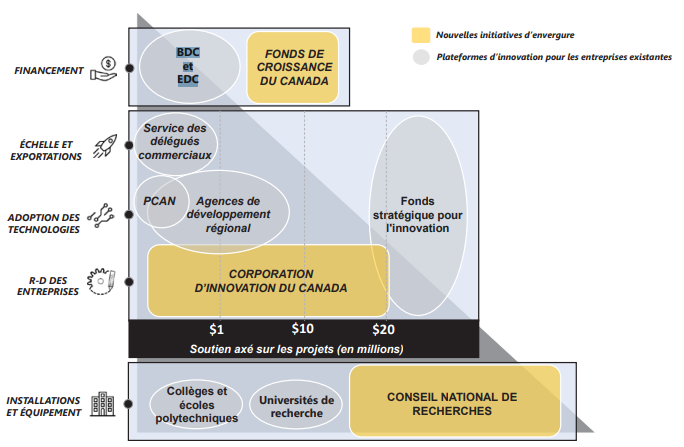 Nouvelles initiatives d'envergure
Plateformes d'innovation pour les entreprises existantes
FINANCEMENT
BDC
et
EDC
FONDS DE
CROISSANCE
DU CANADA
ÉCHELLE ET
EXPORTATIONS
Service des
délégués
commerciaux
ADOPTION DES
TECHNOLOGIES
PCAN
Agences de
développement
régional
Fonds
stratégique pour
l'innovation
R-D DES
ENTREPRISES
CORPORATION
D'INNOVATION DU CANADA
$1
$10
$20
Soutien axé sur les projets (en millions)
INSTALLATIONS
ET ÉQUIPEMENT
Collèges et
écoles
polytechniques
Universités de
recherche
CONSEIL NATIONAL DE
RECHERCHES